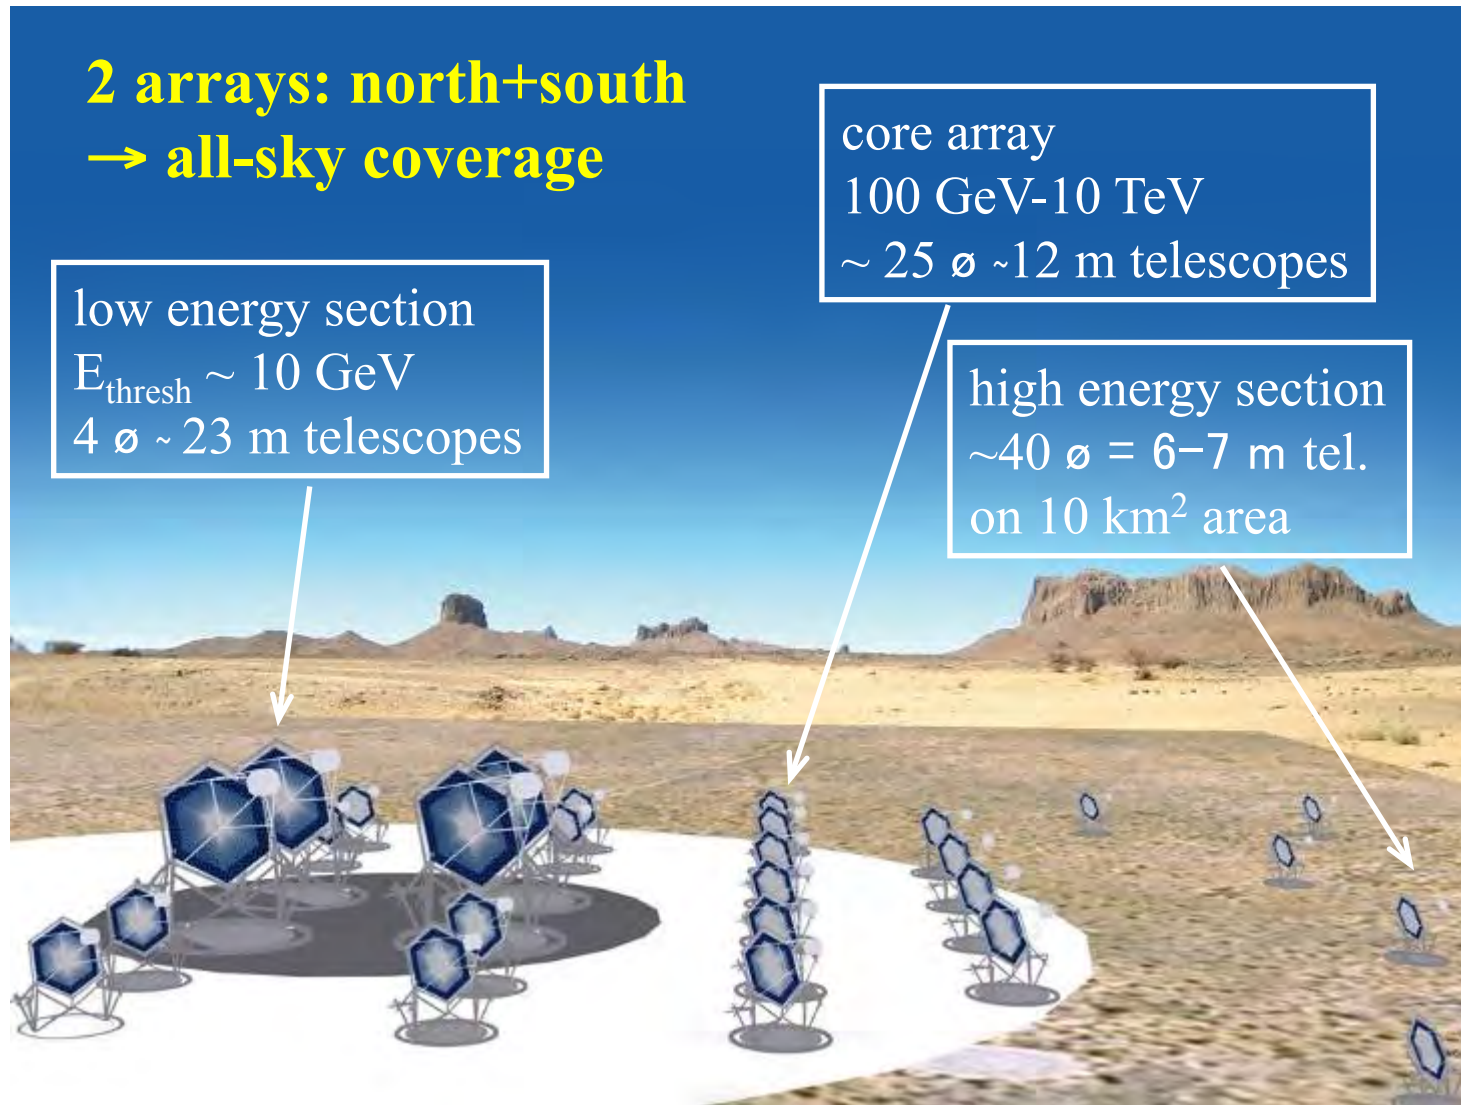 2 arrays: north+south
→ all-sky coverage
core array
100 GeV-10 TeV
~ 25 ø ~12 m telescopes
low energy section
Ethresh ~ 10 GeV
4 ø ~ 23 m telescopes
high energy section
~40 ø = 6–7 m tel.
on 10 km² area